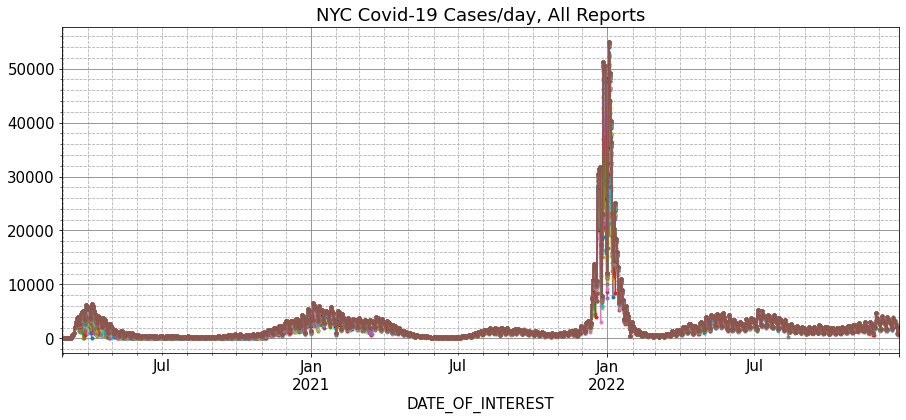 NYC Covid-19 Cases/day, All Reports
50000
40000
30000
20000
10000
0
Jul Jan Jul Jan Jul
2021 2022
DATE_OF_INTEREST